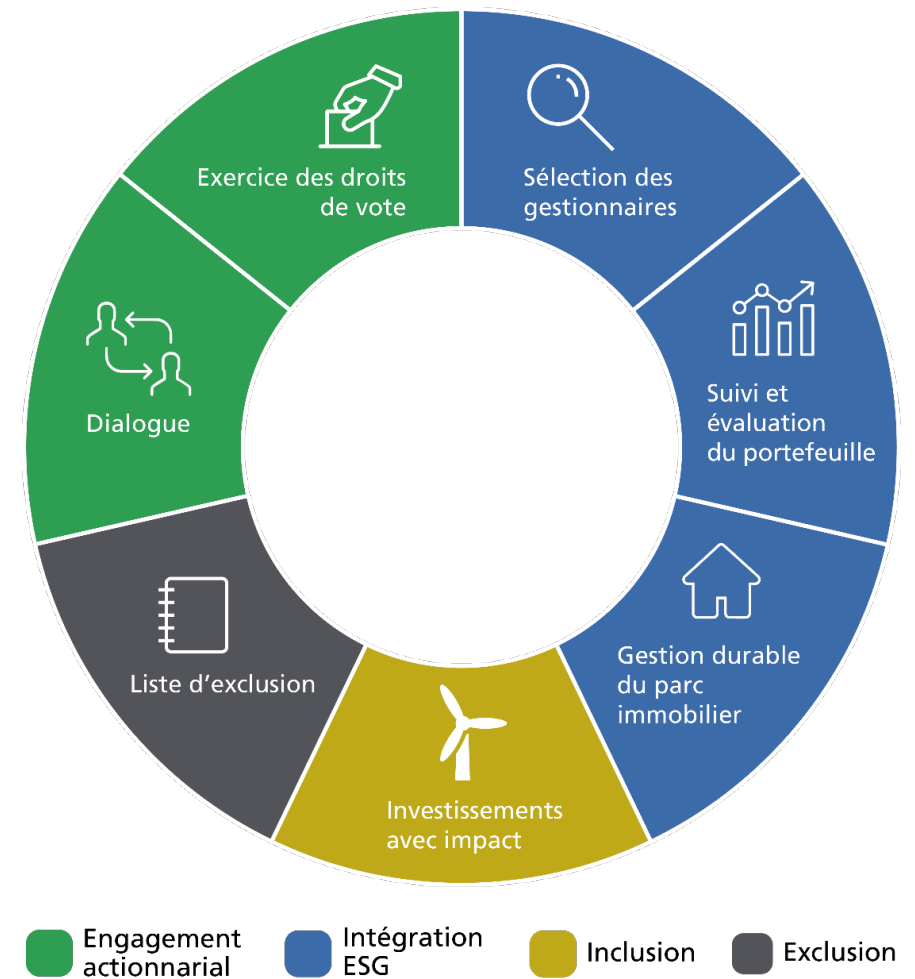 Exercice des droits
de vote
Sélection des
gestionnaires
Suivi et
évaluation
du portefeuille
Dialogue
Gestion durable
du parc
immobilier
Liste d’exclusion
Investissements
avec impact
Engagement
actionnarial
Intégration
ESG
Inclusion
Exclusion